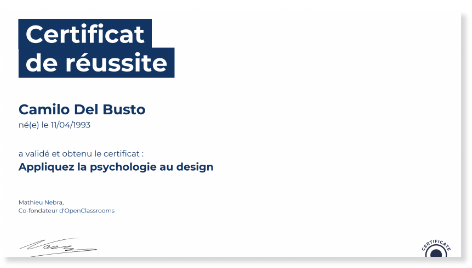 Certificat
de réussite
Camilo Del Busto
né(e) le 11/04/1993
a validé et obtenu le certificat :
Appliquez la psychologie au design
Mathieu Nebra,
Co-fondateur d'OpenClassrooms
CERTIFICATE